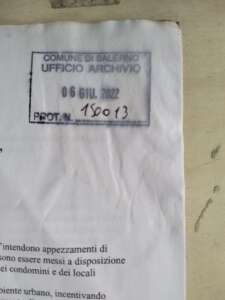 COMUNE DI SALERNO
UFFICIO ARCHIVIO
06 GIU. 2022
PROT. N. 150013
"
'intendono appezzamenti di
sono essere messi a disposizione
ei condomini e dei locali
biente urbano, incentivando